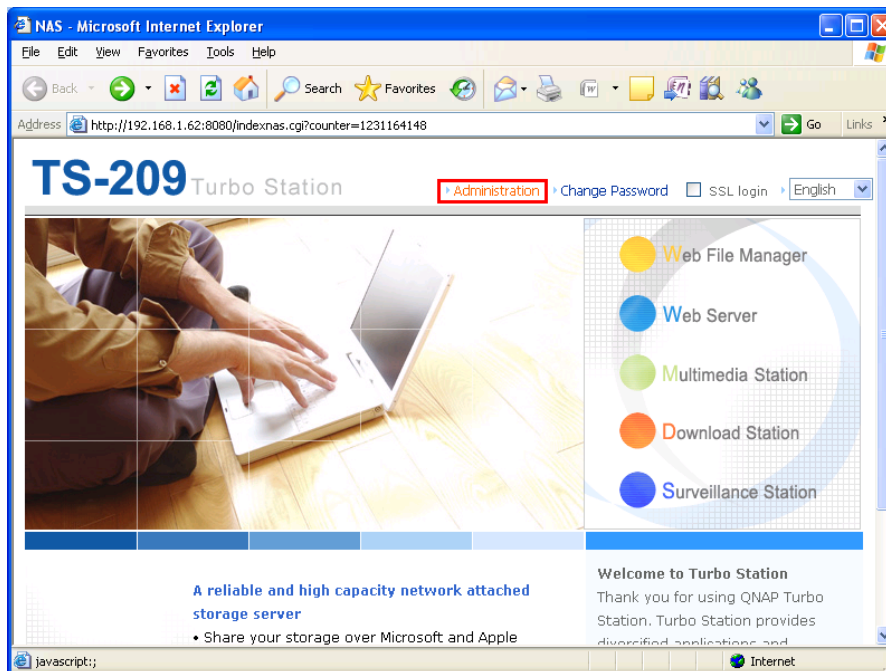 NAS - Microsoft Internet Explorer
File Edit View Favorites Tools Help
Back Search Favorites
Address http://192.168.1.62:8080/indexnas.cgi?counter=1231164148 Go Links
TS-209 Turbo Station
Administration Change Password SSL login English
Web File Manager
Web Server
Multimedia Station
Download Station
Surveillance Station
A reliable and high capacity network attached
storage server
• Share your storage over Microsoft and Apple
Welcome to Turbo Station
Thank you for using QNAP Turbo
Station. Turbo Station provides
diversified applications and
javascript:; Internet